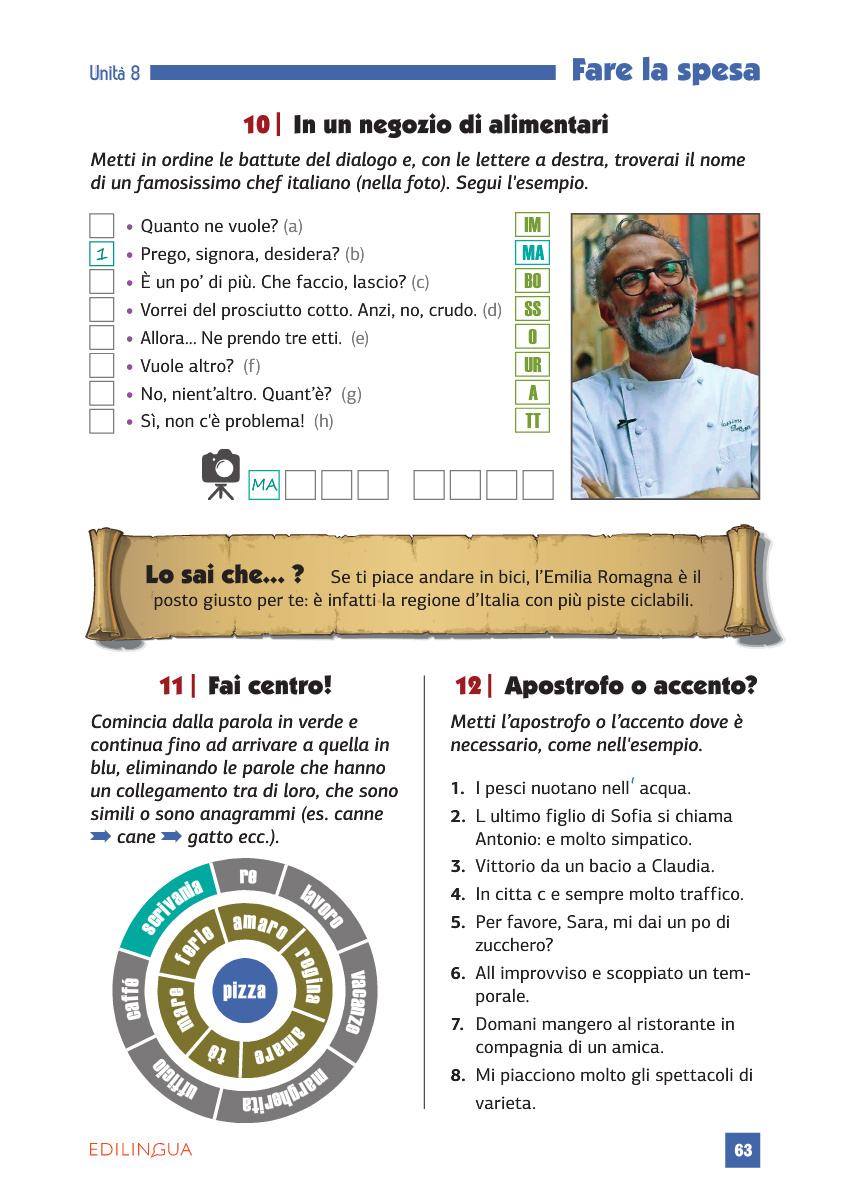 Unità 8
Fare la spesa
10| In un negozio di alimentari
Metti in ordine le battute del dialogo e, con le lettere a destra, troverai il nome
di un famosissimo chef italiano (nella foto). Segui l'esempio.
• Quanto ne vuole? (a) IM
1 • Prego, signora, desidera? (b) MA
• È un po’ di più. Che faccio, lascio? (c) BO
• Vorrei del prosciutto cotto. Anzi, no, crudo. (d) SS
• Allora... Ne prendo tre etti. (e) O
• Vuole altro? (f) UR
• No, nient’altro. Quant’è? (g) A
• Sì, non c'è problema! (h) TT
MA
Lo sai che... ? Se ti piace andare in bici, l’Emilia Romagna è il
posto giusto per te: è infatti la regione d’Italia con più piste ciclabili.
11| Fai centro!
Comincia dalla parola in verde e
continua fino ad arrivare a quella in
blu, eliminando le parole che hanno
un collegamento tra di loro, che sono
simili o sono anagrammi (es. canne
➡ cane ➡ gatto ecc.).
scrivania
re
lavoro
vacanze
margherita
ufficio
caffé
ferie
amaro
regina
amare
tè
mare
pizza
12| Apostrofo o accento?
Metti l’apostrofo o l’accento dove è
necessario, come nell'esempio.
1. I pesci nuotano nell' acqua.
2. L ultimo figlio di Sofia si chiama
Antonio: e molto simpatico.
3. Vittorio da un bacio a Claudia.
4. In citta c e sempre molto traffico.
5. Per favore, Sara, mi dai un po di
zucchero?
6. All improvviso e scoppiato un tem-
porale.
7. Domani mangero al ristorante in
compagnia di un amica.
8. Mi piacciono molto gli spettacoli di
varieta.
EDILINGUA
63